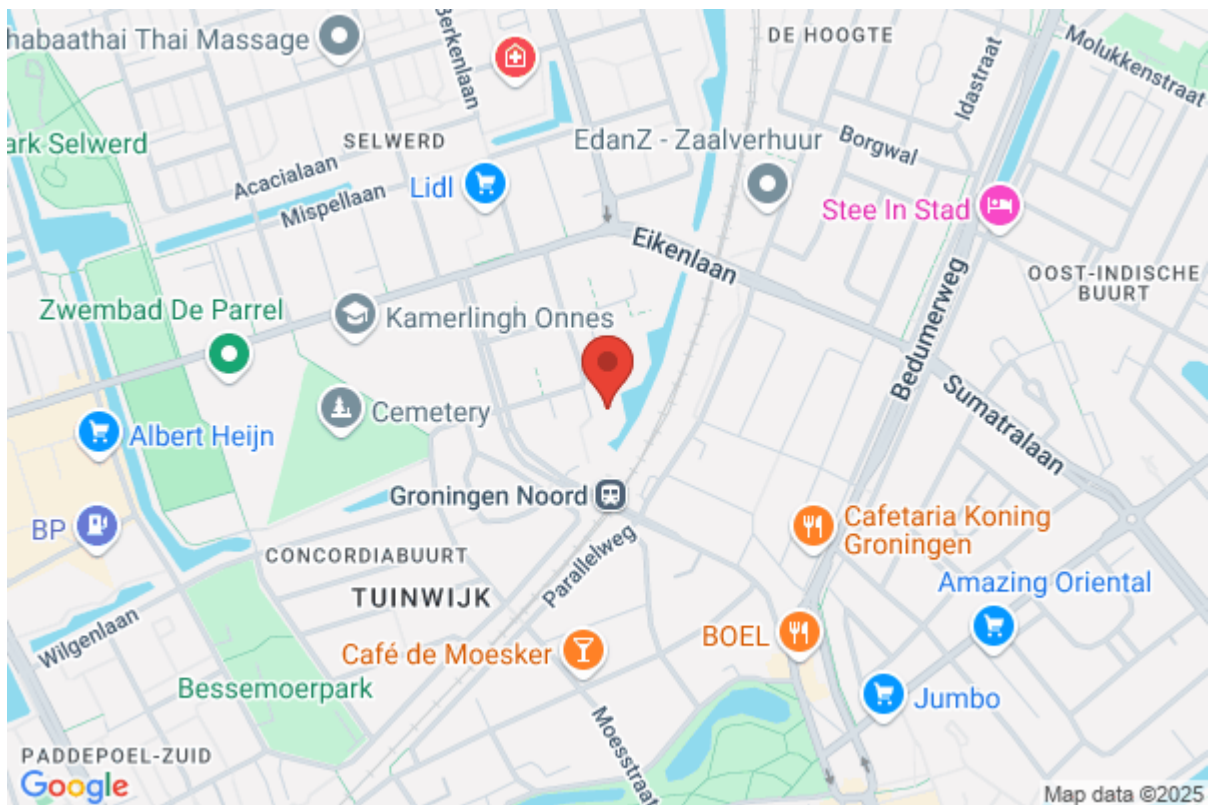 habaathai Thai Massage
Berkenlaan
DE HOOGTE
Idastraat
Molukkenstraat
SELWERD
ark Selwerd
EdanZ - Zaalverhuur
Borgwal
Acacialaan
Lidl
Mispellaan
Stee In Stad
Eikenlaan
Bedumerweg
OOST-INDISCHE
BUURT
Zwembad De Parrel
Kamerlingh Onnes
Cemetery
Albert Heijn
Sumatralaan
Groningen Noord
BP
Cafetaria Koning
Groningen
CONCORDIABUURT
Parallelweg
TUINWIJK
Amazing Oriental
Wilgenlaan
Café de Moesker
BOEL
Bessemoerpark
Jumbo
Moesstraat
PADDEPOEL-ZUID
Google
Map data ©2025